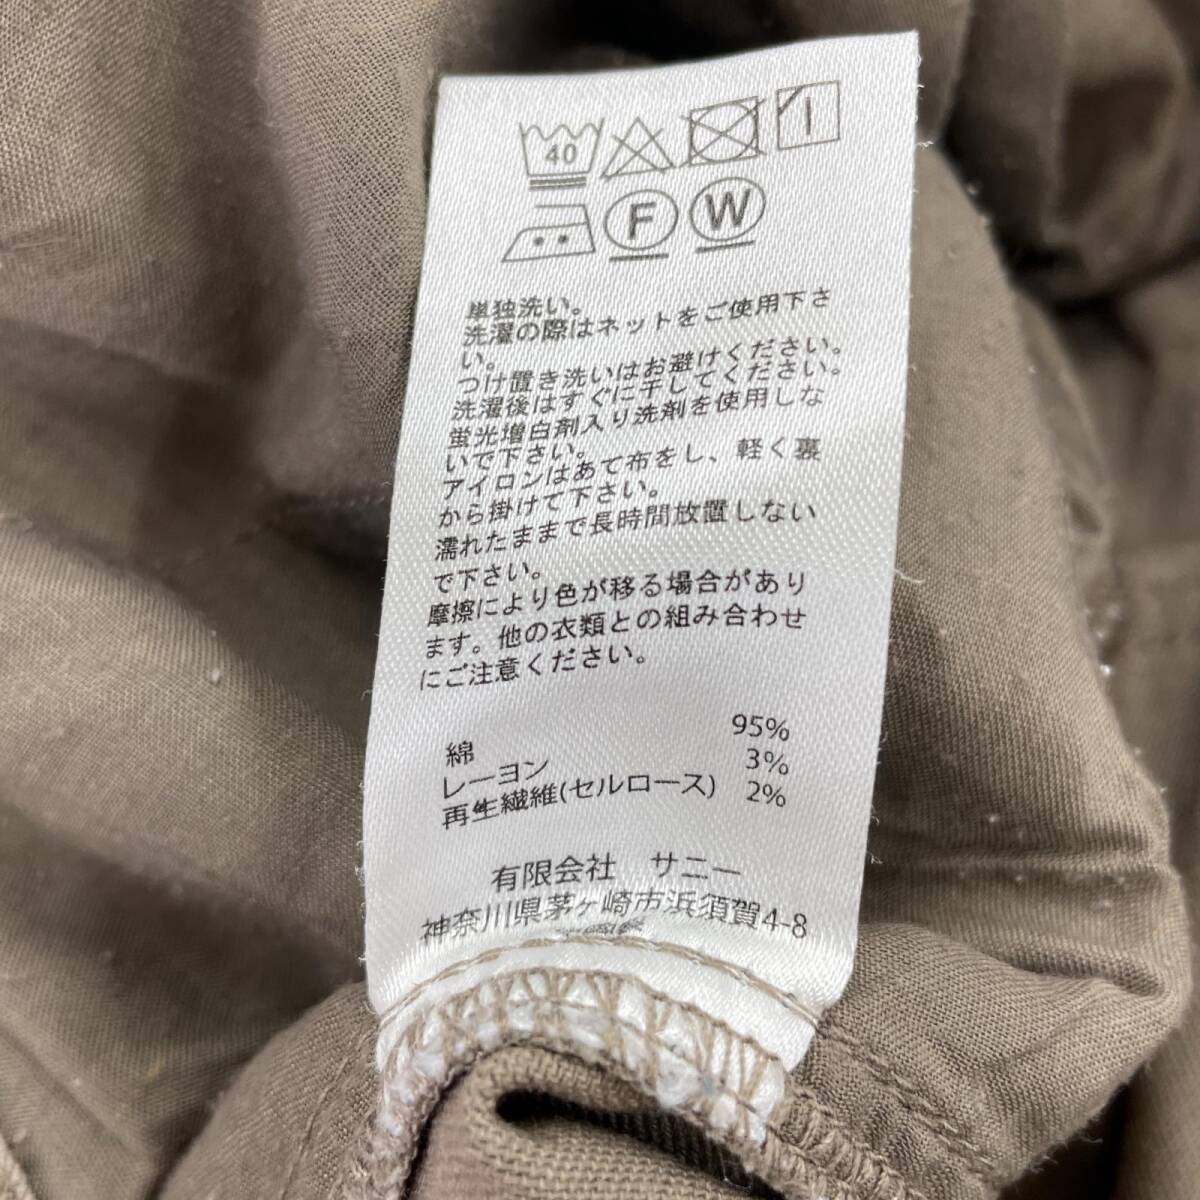 40
F W
単独洗い。
洗濯の際はネットをご使用下さ
い。
つけ置き洗いはお避けください。
洗濯後はすぐに干してください。
蛍光増白剤入り洗剤を使用しな
いで下さい。
アイロンはあて布をし、軽く裏
から掛けて下さい。
濡れたままで長時間放置しない
で下さい。
摩擦により色が移る場合があり
ます。他の衣類との組み合わせ
にご注意ください。
綿 95%
レーヨン 3%
再生繊維(セルロース) 2%
有限会社 サニー
神奈川県茅ヶ崎市浜須賀4-8